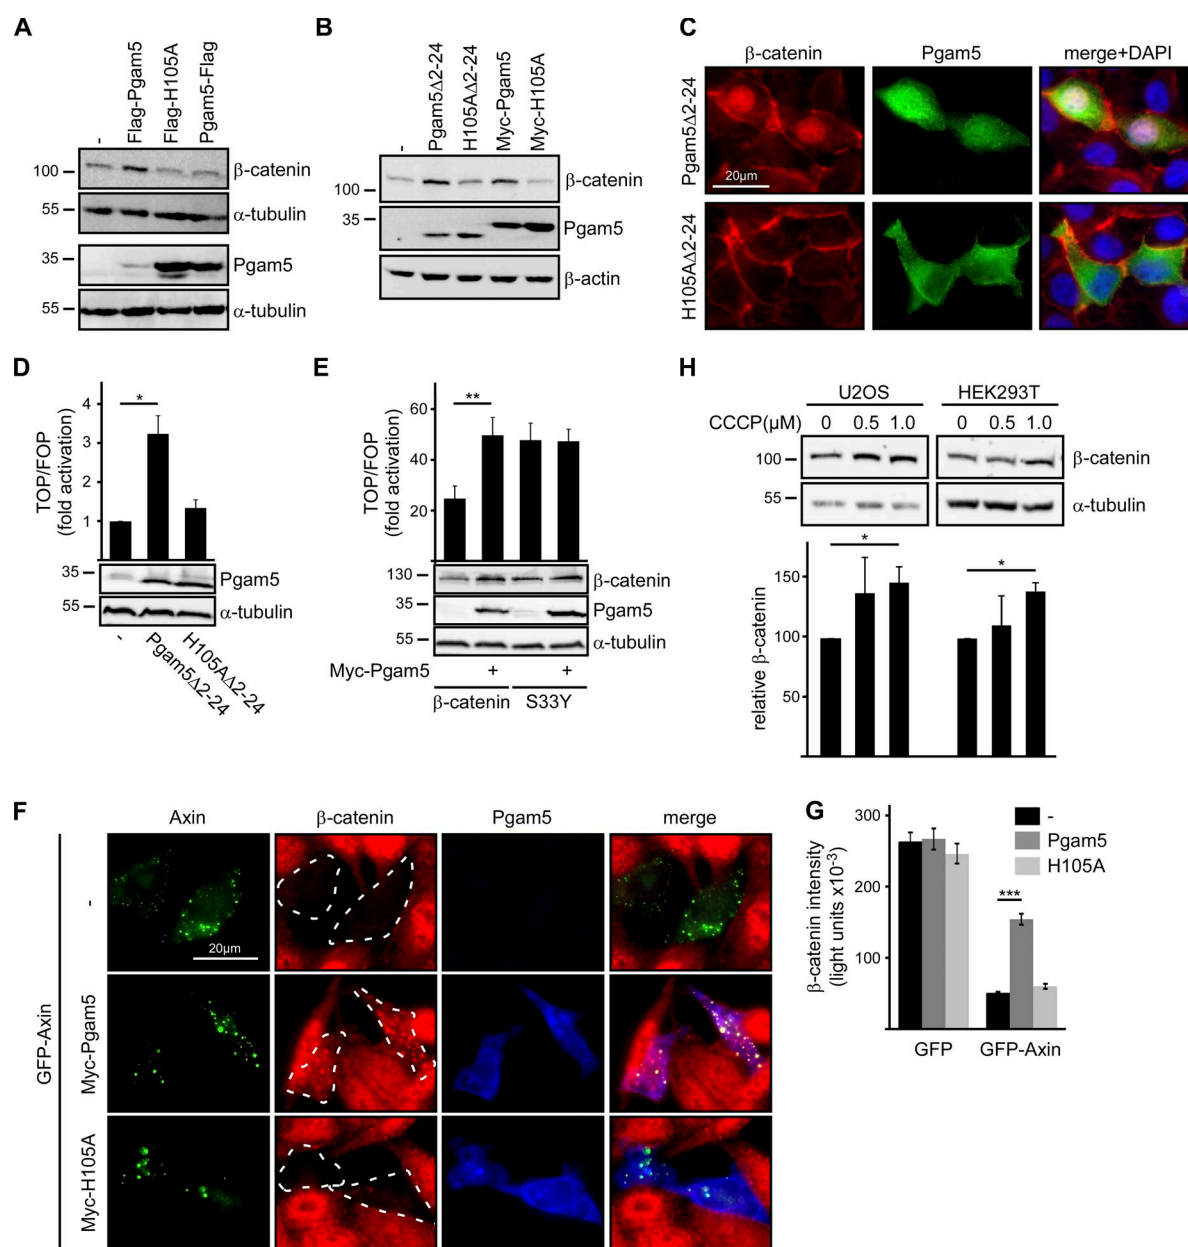 A
-
Flag-Pgam5
Flag-H105A
Pgam5-Flag
100
β-catenin
55
α-tubulin
35
Pgam5
55
α-tubulin
B
-
Pgam5Δ2-24
H105AΔ2-24
Myc-Pgam5
Myc-H105A
100
β-catenin
35
Pgam5
β-actin
C
β-catenin
Pgam5
merge+DAPI
Pgam5Δ2-24
20μm
H105AΔ2-24
D
*
TOP/FOP
(fold activation)
4
3
2
1
35
Pgam5
55
α-tubulin
-
Pgam5Δ2-24
H105AΔ2-24
E
**
TOP/FOP
(fold activation)
60
40
20
130
β-catenin
35
Pgam5
55
α-tubulin
Myc-Pgam5
+
+
β-catenin
S33Y
H
U2OS
HEK293T
CCCP(μM)
0
0.5
1.0
0
0.5
1.0
100
β-catenin
55
α-tubulin
*
*
relative β-catenin
150
100
50
F
Axin
β-catenin
Pgam5
merge
GFP-Axin
-
20μm
Myc-Pgam5
Myc-H105A
G
-
Pgam5
H105A
β-catenin intensity
(light units x10-3)
300
200
100
***
GFP
GFP-Axin